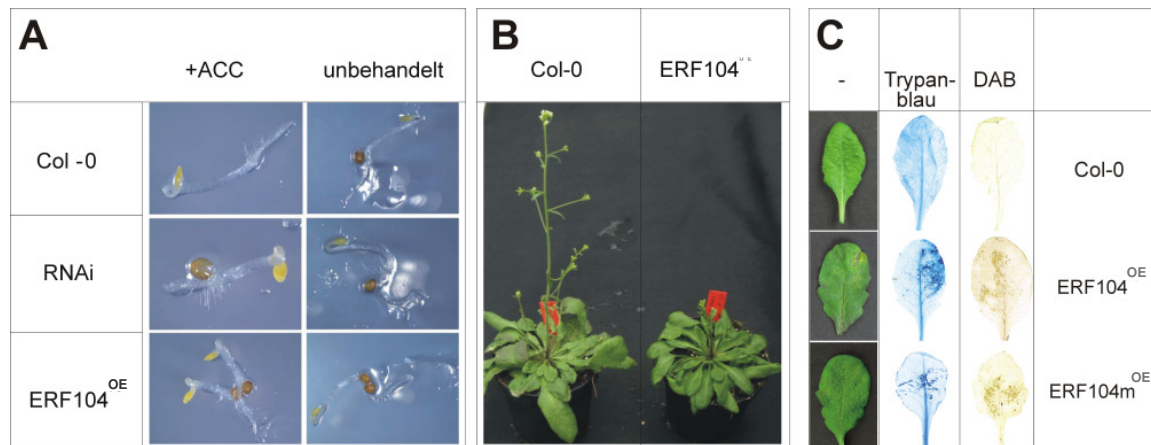 A
+ACC unbehandelt
Col -0
RNAi
ERF104OE
B
Col-0 ERF104
C
- Trypan-
blau DAB
Col-0
ERF104OE
ERF104mOE